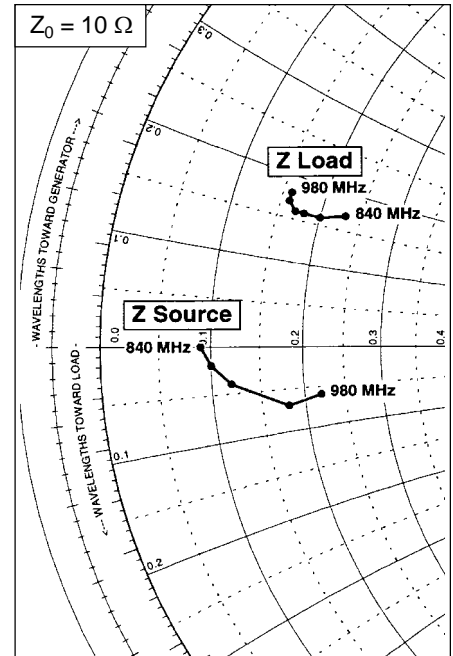 Z0 = 10 Ω
0.3
0.2
Z Load
980 MHz
840 MHz
0.1
- WAVELENGTHS TOWARD GENERATOR --->
Z Source
840 MHz
0.0
0.1
0.2
0.3
0.4
980 MHz
<--- WAVELENGTHS TOWARD LOAD -
0.1
0.2